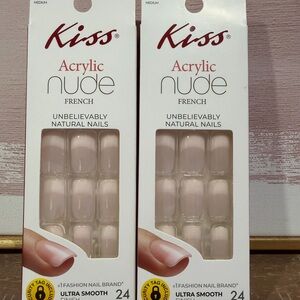 MEDIUM
Kiss®
Acrylic
nude
FRENCH
UNBELIEVABLY
NATURAL NAILS
#1 FASHION NAIL BRAND*
ULTRA SMOOTH
24
MEDIUM
Kiss®
Acrylic
nude
FRENCH
UNBELIEVABLY
NATURAL NAILS
#1 FASHION NAIL BRAND*
ULTRA SMOOTH
24